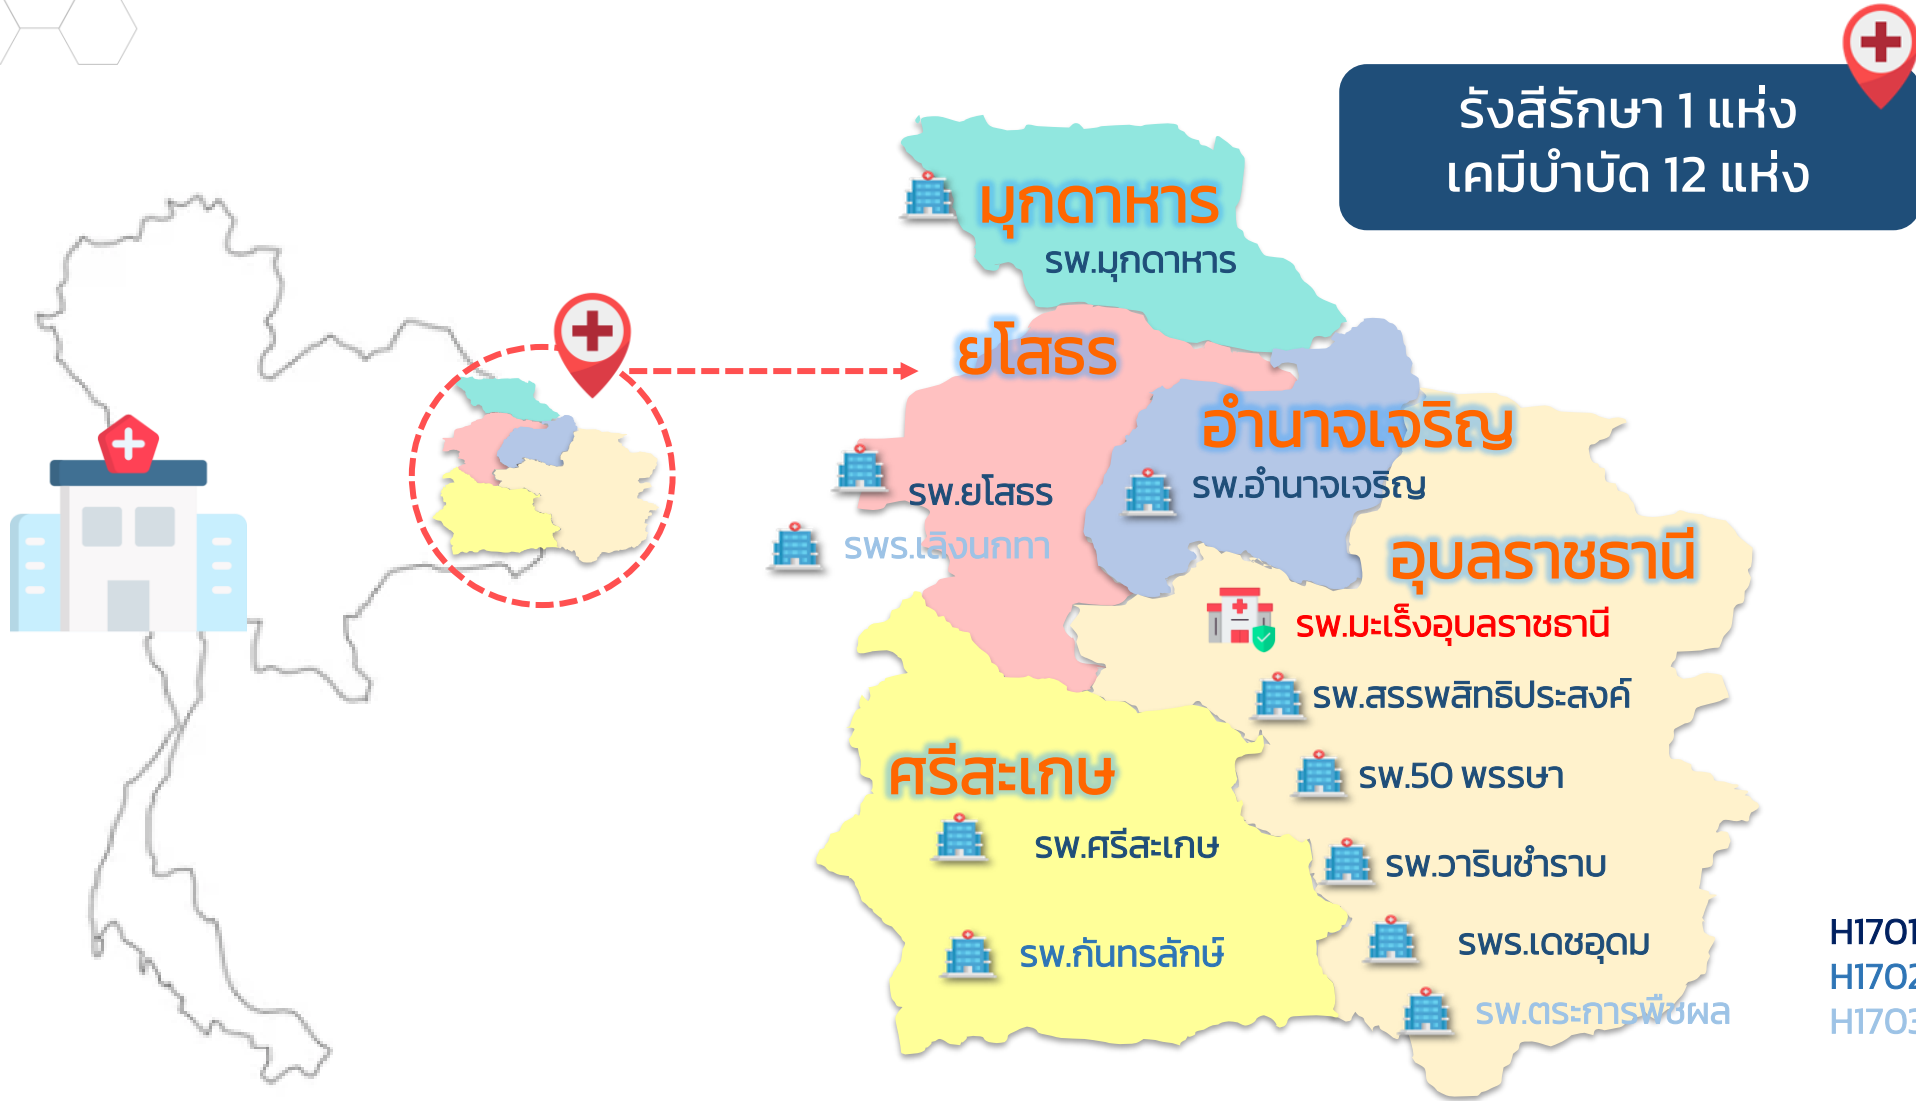 รังสีรักษา 1 แห่ง
เคมีบำบัด 12 แห่ง
มุกดาหาร
รพ.มุกดาหาร
ยโสธร
รพ.ยโสธร
สพร.เลิงนกทา
อำนาจเจริญ
รพ.อำนาจเจริญ
อุบลราชธานี
รพ.มะเร็งอุบลราชธานี
รพ.สรรพสิทธิประสงค์
รพ.50 พรรษา
รพ.วารินชำราบ
รพร.เดชอุดม
รพ.ตระการพืชผล
ศรีสะเกษ
รพ.ศรีสะเกษ
รพ.กันทรลักษ์
H1701
H1702
H1703